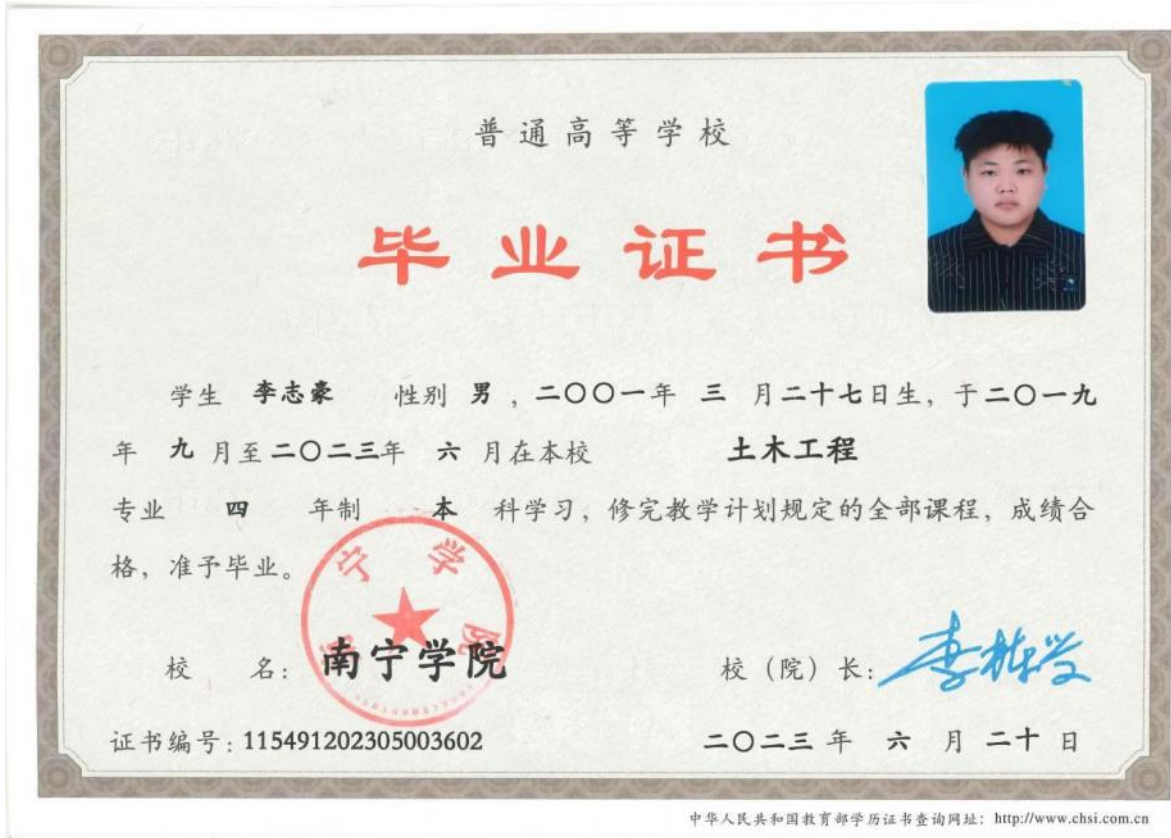 普通高等学校
毕业证书
学生 李志豪 性别 男 ，二〇〇一年 三 月二十七日生，于二〇一九
年 九 月至二〇二三年 六 月在本校 土木工程
专业 四 年制 本 科学习，修完教学计划规定的全部课程，成绩合
格，准予毕业。
宁学院
校 名：南宁学院 校（院）长：
证书编号：115491202305003602 二〇二三 年 六 月 二十 日
中华人民共和国教育部学历证书查询网址：http://www.chsi.com.cn